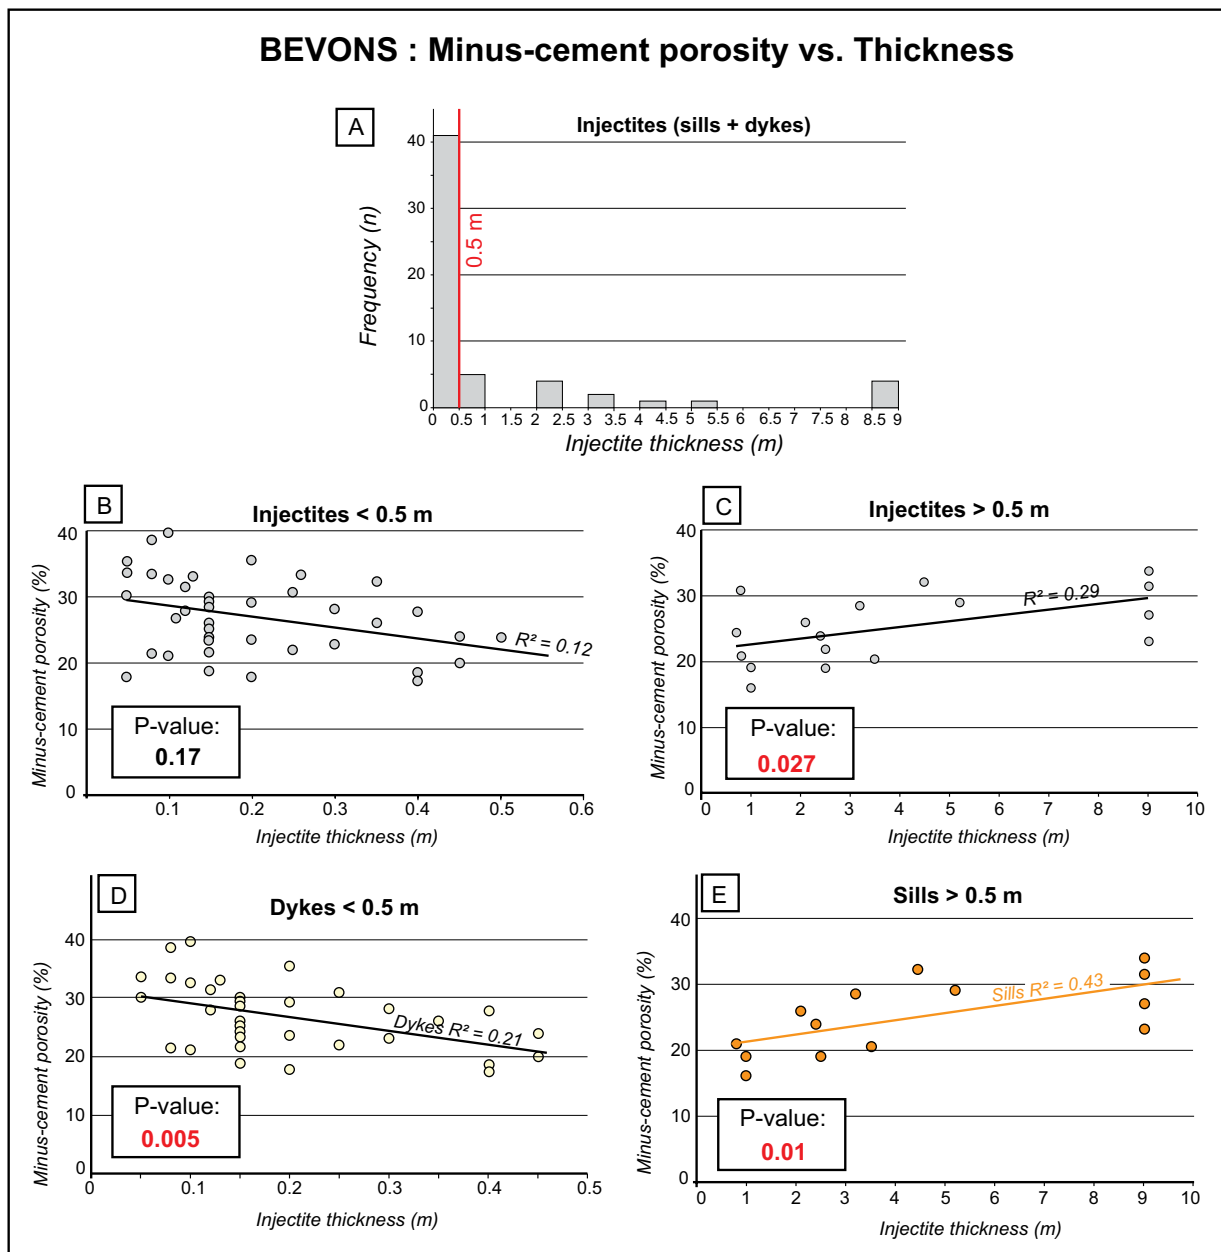 BEVONS : Minus-cement porosity vs. Thickness
A
Injectites (sills + dykes)
Frequency (n)
40
30
20
10
0
0.5 m
0 0.5 1 1.5 2 2.5 3 3.5 4 4.5 5 5.5 6 6.5 7 7.5 8 8.5 9
Injectite thickness (m)
B
Injectites < 0.5 m
Minus-cement porosity (%)
40
30
20
10
0
R² = 0.12
P-value:
0.17
0.1 0.2 0.3 0.4 0.5 0.6
Injectite thickness (m)
C
Injectites > 0.5 m
Minus-cement porosity (%)
40
30
20
10
0
R² = 0.29
P-value:
0.027
0 1 2 3 4 5 6 7 8 9 10
Injectite thickness (m)
D
Dykes < 0.5 m
Minus-cement porosity (%)
40
30
20
10
0
Dykes R² = 0.21
P-value:
0.005
0 0.1 0.2 0.3 0.4 0.5
Injectite thickness (m)
E
Sills > 0.5 m
Minus-cement porosity (%)
40
30
20
10
0
Sills R² = 0.43
P-value:
0.01
0 1 2 3 4 5 6 7 8 9 10
Injectite thickness (m)